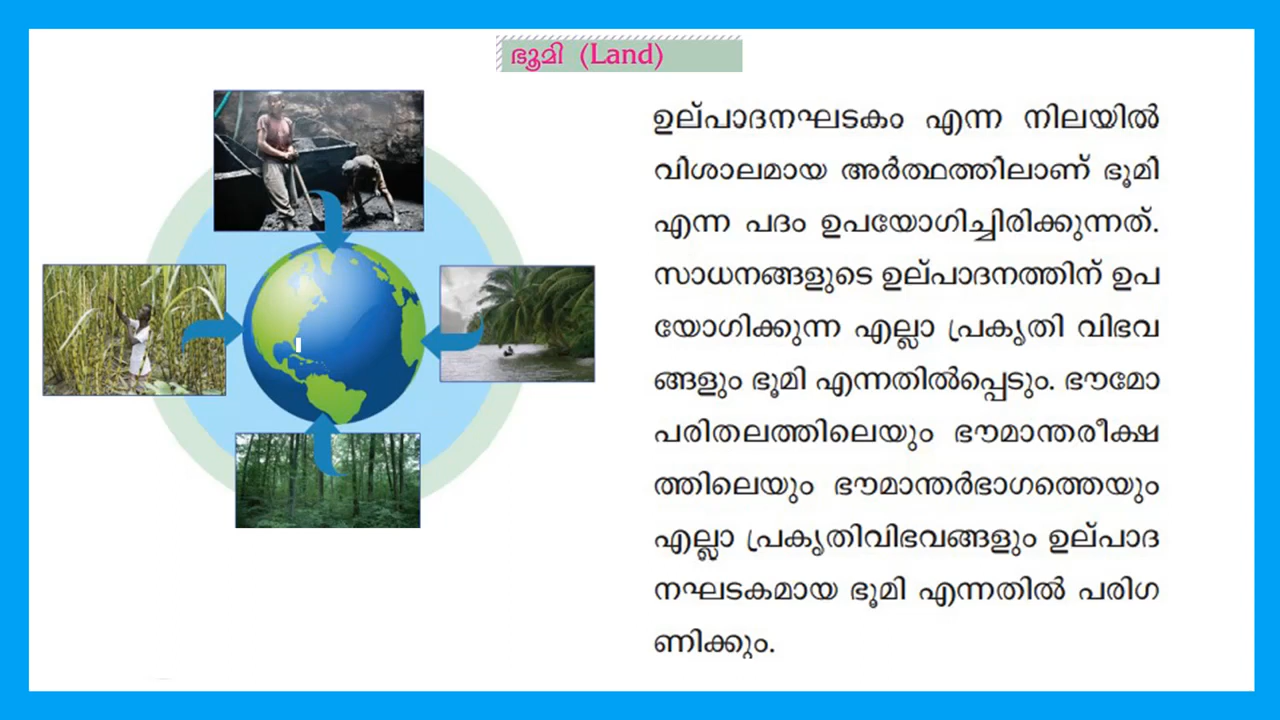 ഭൂമി (Land)
ഉല്പാദനഘടകം എന്ന നിലയിൽ
വിശാലമായ അർത്ഥത്തിലാണ് ഭൂമി
എന്ന പദം ഉപയോഗിച്ചിരിക്കുന്നത്.
സാധനങ്ങളുടെ ഉല്പാദനത്തിന് ഉപ
യോഗിക്കുന്ന എല്ലാ പ്രകൃതി വിഭവ
ങ്ങളും ഭൂമി എന്നതിൽപ്പെടും. ഭൗമോ
പരിതലത്തിലെയും ഭൗമാന്തരീക്ഷ
ത്തിലെയും ഭൗമാന്തർഭാഗത്തെയും
എല്ലാ പ്രകൃതിവിഭവങ്ങളും ഉല്പാദ
നഘടകമായ ഭൂമി എന്നതിൽ പരിഗ
ണിക്കും.